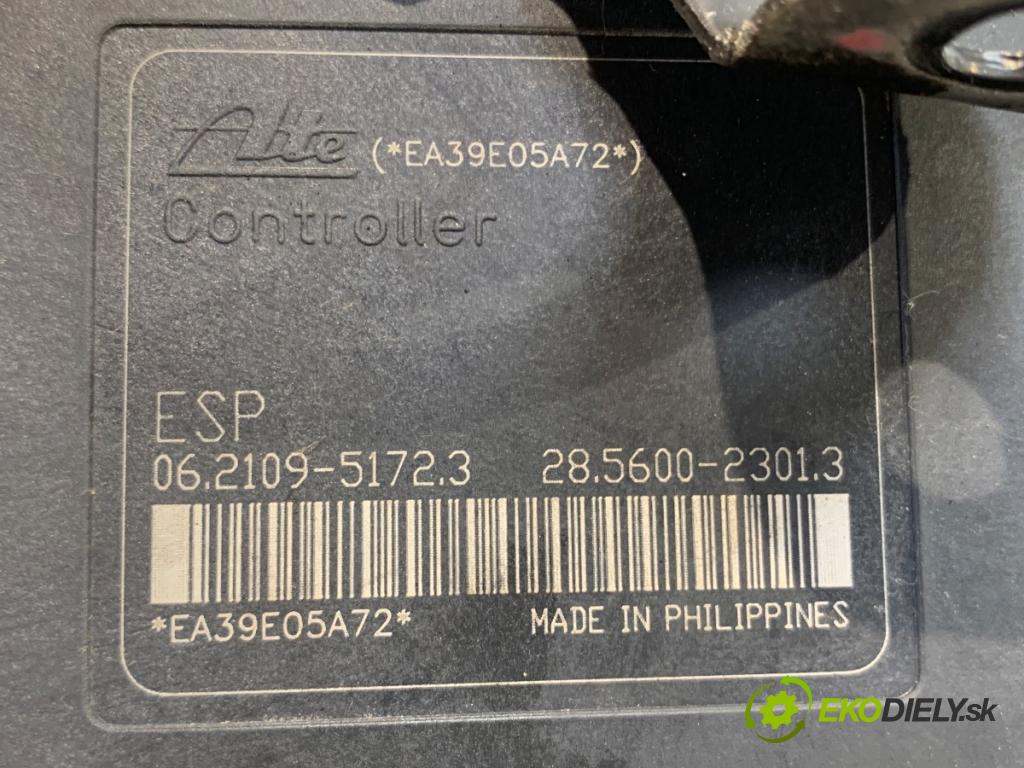 Ate (*EA39E05A72*)
Controller
ESP
06.2109-5172.3 28.5600-2301.3
*EA39E05A72* MADE IN PHILIPPINES
EKODIELY.sk